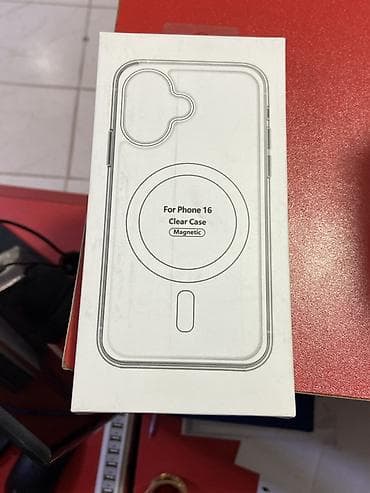 For Phone 16
Clear Case
Magnetic